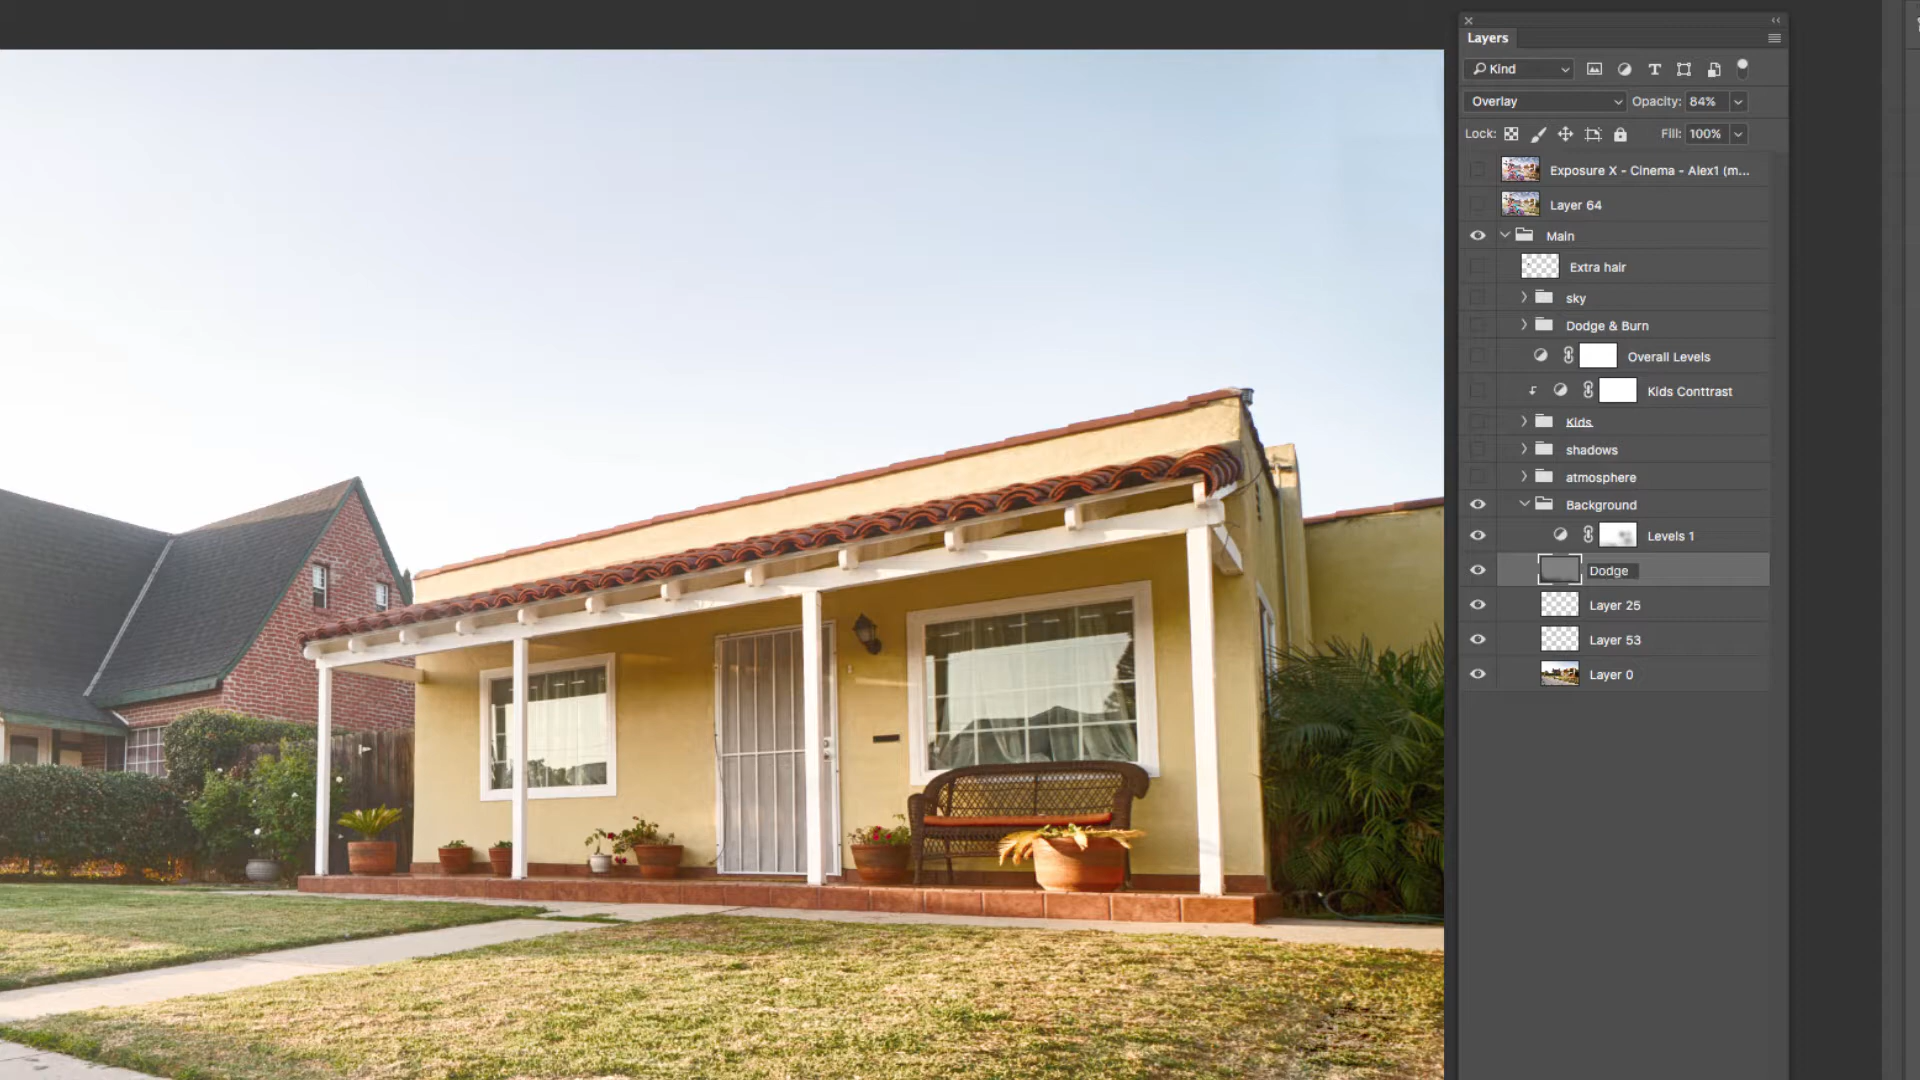 Layers
Kind
Overlay Opacity: 84%
Lock: Fill: 100%
Exposure X - Cinema - Alex1 (m...
Layer 64
Main
Extra hair
sky
Dodge & Burn
Overall Levels
Kids Conttrast
Kids
shadows
atmosphere
Background
Levels 1
Dodge
Layer 25
Layer 53
Layer 0